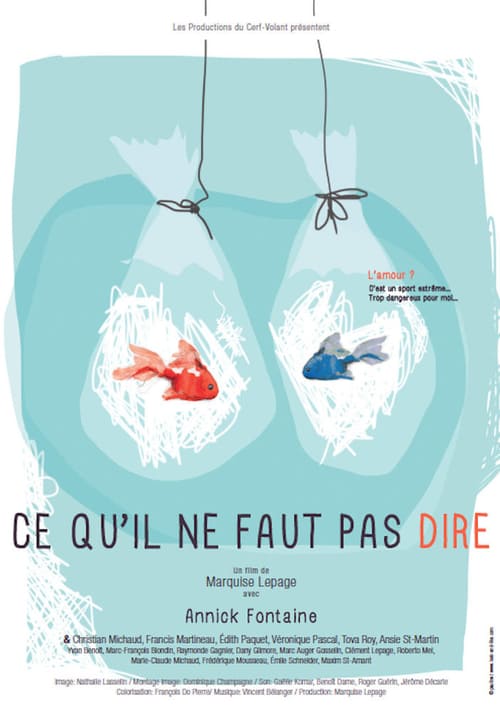 Les Productions du Cerf-Volant présentent
L'amour ?
C'est un sport extrême...
Trop dangereux pour moi...
CE QU'IL NE FAUT PAS DIRE
Un film de
Marquise Lepage
avec
Annick Fontaine
& Christian Michaud, Francis Martineau, Édith Paquet, Véronique Pascal, Tova Roy, Ansie St-Martin
Yvan Benoît, Marc-François Blondin, Raymonde Gagnier, Dany Gilmore, Marc Auger Gosselin, Clément Lepage, Roberto Mei,
Marie-Claude Michaud, Frédérique Mousseau, Émile Schneider, Maxim St-Amant
Image: Nathalie Lasselin / Montage image: Dominique Champagne / Son: Gaëlle Komar, Benoît Dame, Roger Guérin, Jérôme Décarie
Colorisation: François Do Pierre/ Musique: Vincent Bélanger / Production: Marquise Lepage